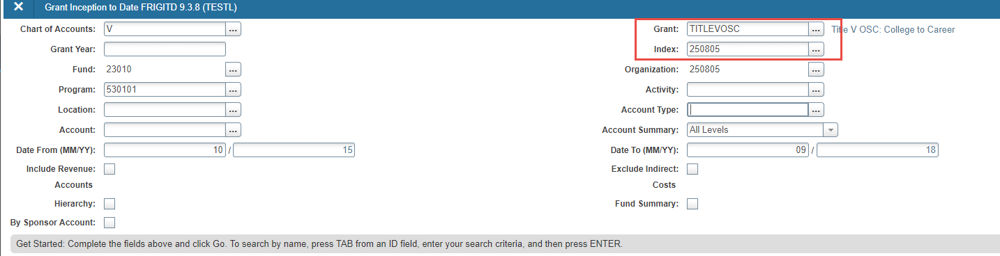 ✕ Grant Inception to Date FRIGITD 9.3.8 (TESTL)
Chart of Accounts: V ... Grant: TITLEVOSC ... Title V OSC: College to Career
Grant Year: Index: 250805 ...
Fund: 23010 ... Organization: 250805 ...
Program: 530101 ... Activity: ...
Location: ... Account Type: ...
Account: ... Account Summary: All Levels
Date From (MM/YY): 10 / 15 Date To (MM/YY): 09 / 18
Include Revenue: Exclude Indirect:
Accounts Costs
Hierarchy: Fund Summary:
By Sponsor Account:
Get Started: Complete the fields above and click Go. To search by name, press TAB from an ID field, enter your search criteria, and then press ENTER.